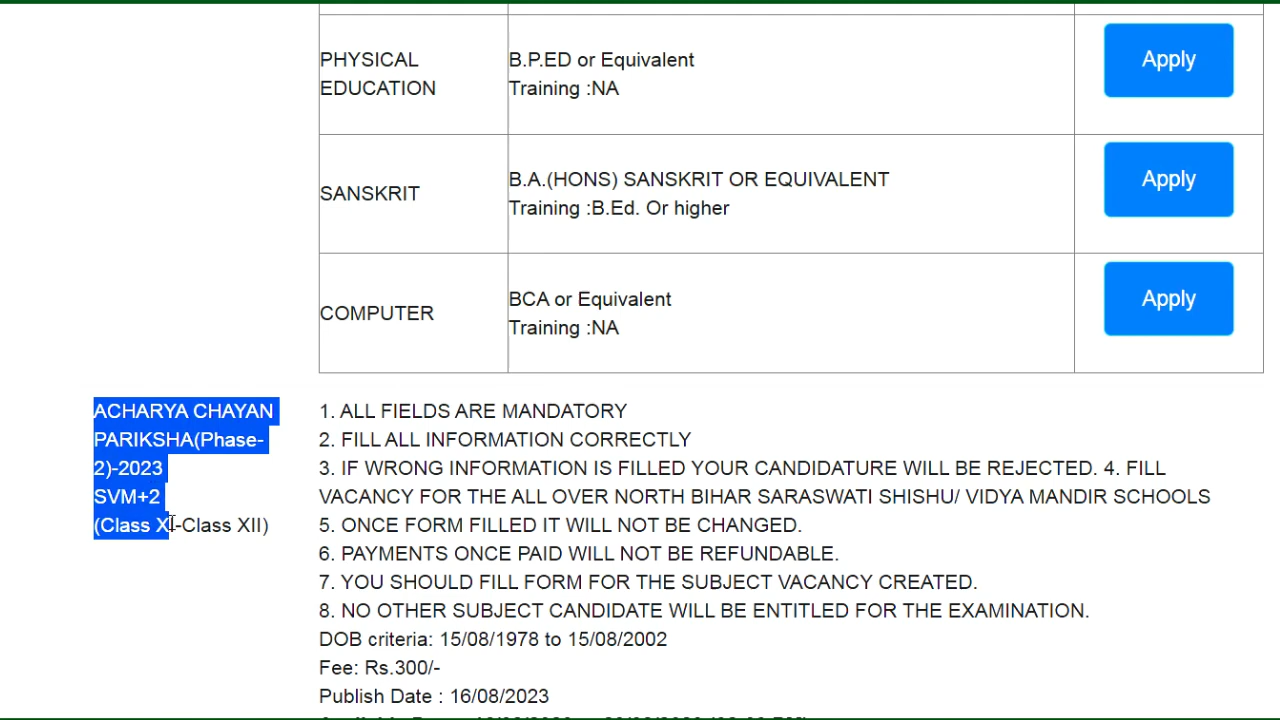 PHYSICAL
EDUCATION
B.P.ED or Equivalent
Training :NA
Apply
SANSKRIT
B.A.(HONS) SANSKRIT OR EQUIVALENT
Training :B.Ed. Or higher
Apply
COMPUTER
BCA or Equivalent
Training :NA
Apply
ACHARYA CHAYAN
PARIKSHA(Phase-
2)-2023
SVM+2
(Class XI-Class XII)
1. ALL FIELDS ARE MANDATORY
2. FILL ALL INFORMATION CORRECTLY
3. IF WRONG INFORMATION IS FILLED YOUR CANDIDATURE WILL BE REJECTED. 4. FILL
VACANCY FOR THE ALL OVER NORTH BIHAR SARASWATI SHISHU/ VIDYA MANDIR SCHOOLS
5. ONCE FORM FILLED IT WILL NOT BE CHANGED.
6. PAYMENTS ONCE PAID WILL NOT BE REFUNDABLE.
7. YOU SHOULD FILL FORM FOR THE SUBJECT VACANCY CREATED.
8. NO OTHER SUBJECT CANDIDATE WILL BE ENTITLED FOR THE EXAMINATION.
DOB criteria: 15/08/1978 to 15/08/2002
Fee: Rs.300/-
Publish Date : 16/08/2023